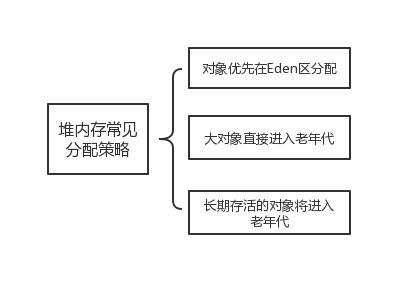 堆内存常见
分配策略
对象优先在Eden区分配
大对象直接进入老年代
长期存活的对象将进入
老年代